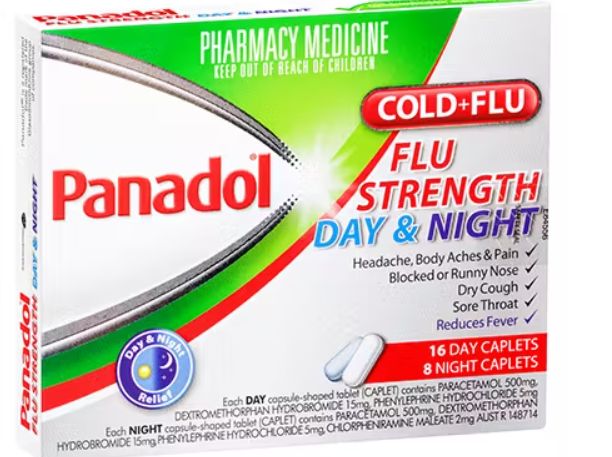 FLU STRENGTH DAY & NIGHT
PHARMACY MEDICINE
KEEP OUT OF REACH OF CHILDREN
COLD+FLU
Panadol
FLU
STRENGTH
DAY & NIGHT
Headache, Body Aches & Pain ✓
Blocked or Runny Nose ✓
Dry Cough ✓
Sore Throat ✓
Reduces Fever ✓
16 DAY CAPLETS
8 NIGHT CAPLETS
Day & Night
Relief
Each DAY capsule-shaped tablet (CAPLET) contains PARACETAMOL 500mg,
DEXTROMETHORPHAN HYDROBROMIDE 15mg, PHENYLEPHRINE HYDROCHLORIDE 5mg
Each NIGHT capsule-shaped tablet (CAPLET) contains PARACETAMOL 500mg, DEXTROMETHORPHAN
HYDROBROMIDE 15mg, PHENYLEPHRINE HYDROCHLORIDE 5mg, CHLORPHENIRAMINE MALEATE 2mg AUST R 148714
Panadol
FLU STRENGTH DAY & NIGHT